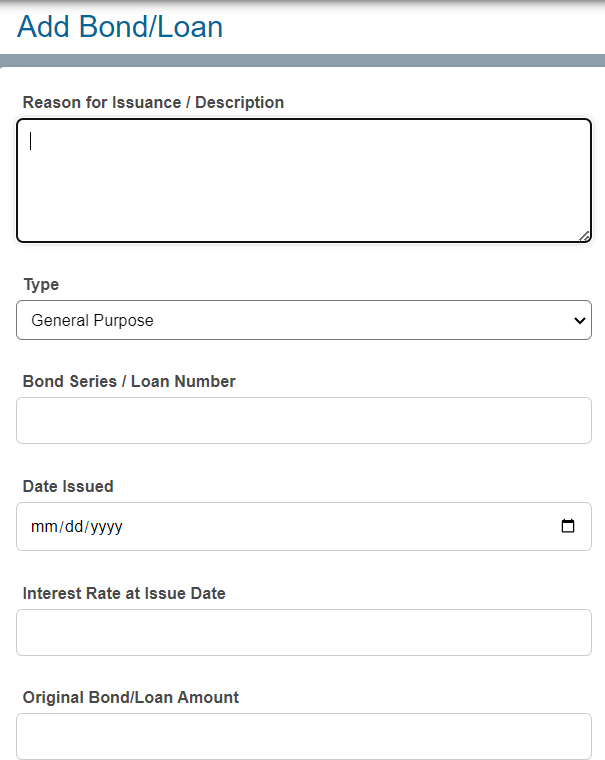 Add Bond/Loan
Reason for Issuance / Description
Type
General Purpose
Bond Series / Loan Number
Date Issued
mm/dd/yyyy
Interest Rate at Issue Date
Original Bond/Loan Amount